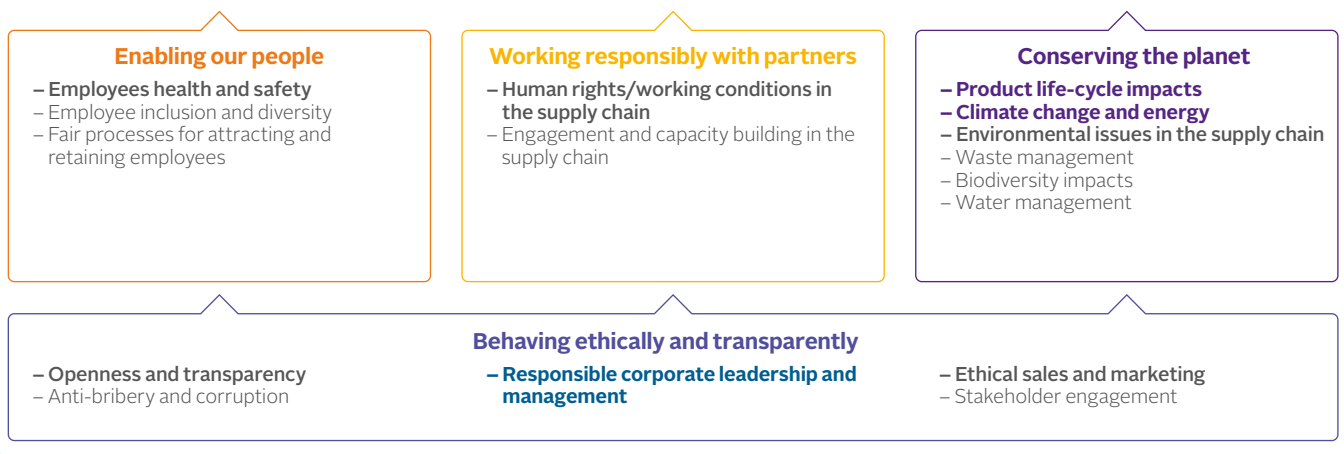 Enabling our people
– Employees health and safety
– Employee inclusion and diversity
– Fair processes for attracting and
retaining employees
Working responsibly with partners
– Human rights/working conditions in
the supply chain
– Engagement and capacity building in the
supply chain
Conserving the planet
– Product life-cycle impacts
– Climate change and energy
– Environmental issues in the supply chain
– Waste management
– Biodiversity impacts
– Water management
Behaving ethically and transparently
– Openness and transparency
– Anti-bribery and corruption
– Responsible corporate leadership and
management
– Ethical sales and marketing
– Stakeholder engagement